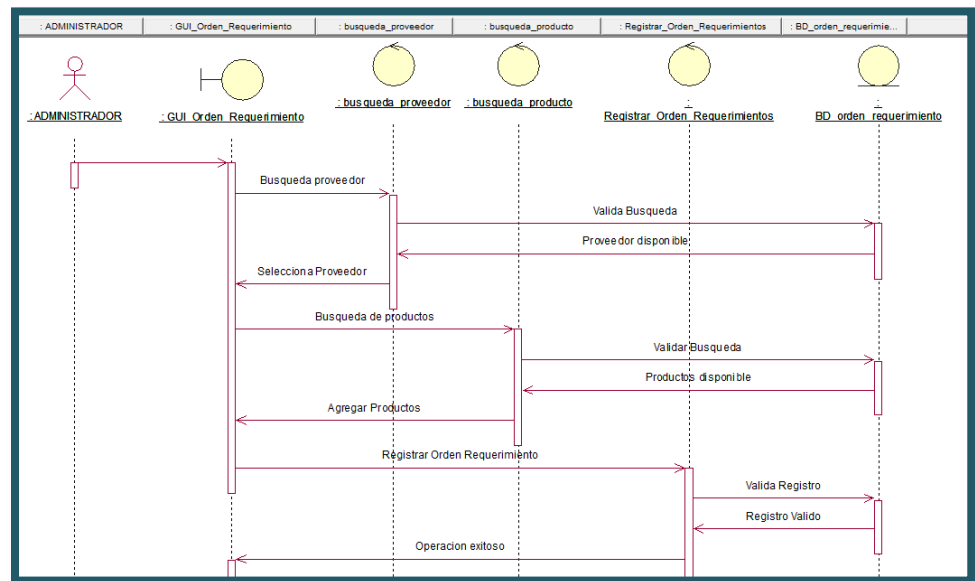 : ADMINISTRADOR : GUI_Orden_Requerimiento : busqueda_proveedor : busqueda_producto : Registrar_Orden_Requerimientos : BD_orden_requerimie...
: ADMINISTRADOR
: GUI_Orden_Requerimiento
: busqueda_proveedor
: busqueda_producto
:
Registrar_Orden_Requerimientos
:
BD_orden_requerimiento
Busqueda proveedor
Valida Busqueda
Proveedor disponible
Selecciona Proveedor
Busqueda de productos
Validar Busqueda
Productos disponible
Agregar Productos
Registrar Orden Requerimiento
Valida Registro
Registro Valido
Operacion exitoso